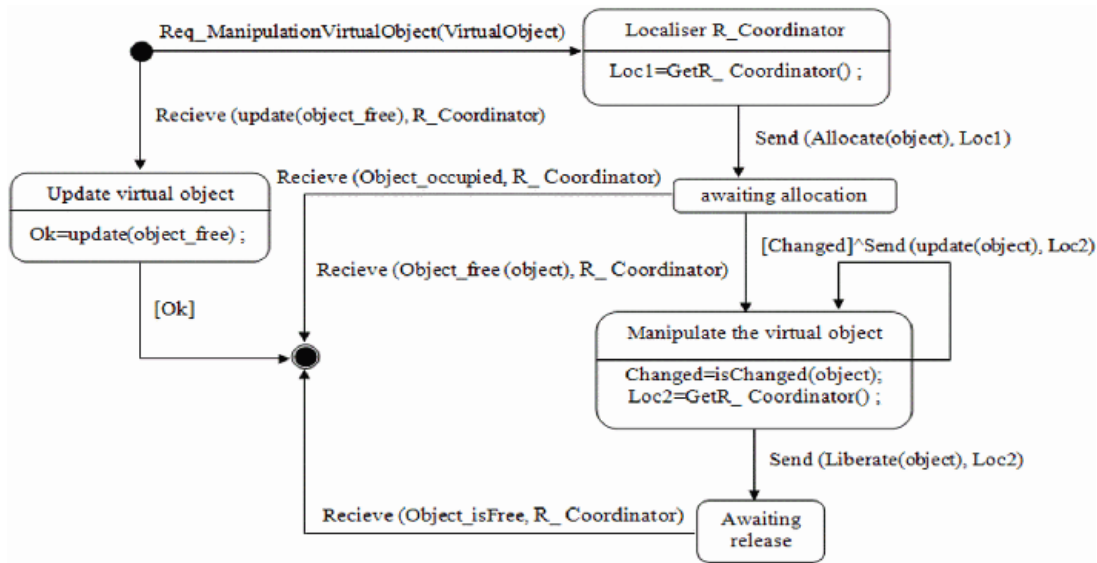 Req_ManipulationVirtualObject(VirtualObject)
Localiser R_Coordinator
Loc1=GetR_ Coordinator() ;
Recieve (update(object_free), R_Coordinator)
Send (Allocate(object), Loc1)
Update virtual object
Ok=update(object_free) ;
Recieve (Object_occupied, R_ Coordinator)
awaiting allocation
[Changed]^Send (update(object), Loc2)
Recieve (Object_free (object), R_ Coordinator)
[Ok]
Manipulate the virtual object
Changed=isChanged(object);
Loc2=GetR_ Coordinator() ;
Send (Liberate(object), Loc2)
Recieve (Object_isFree, R_ Coordinator)
Awaiting
release